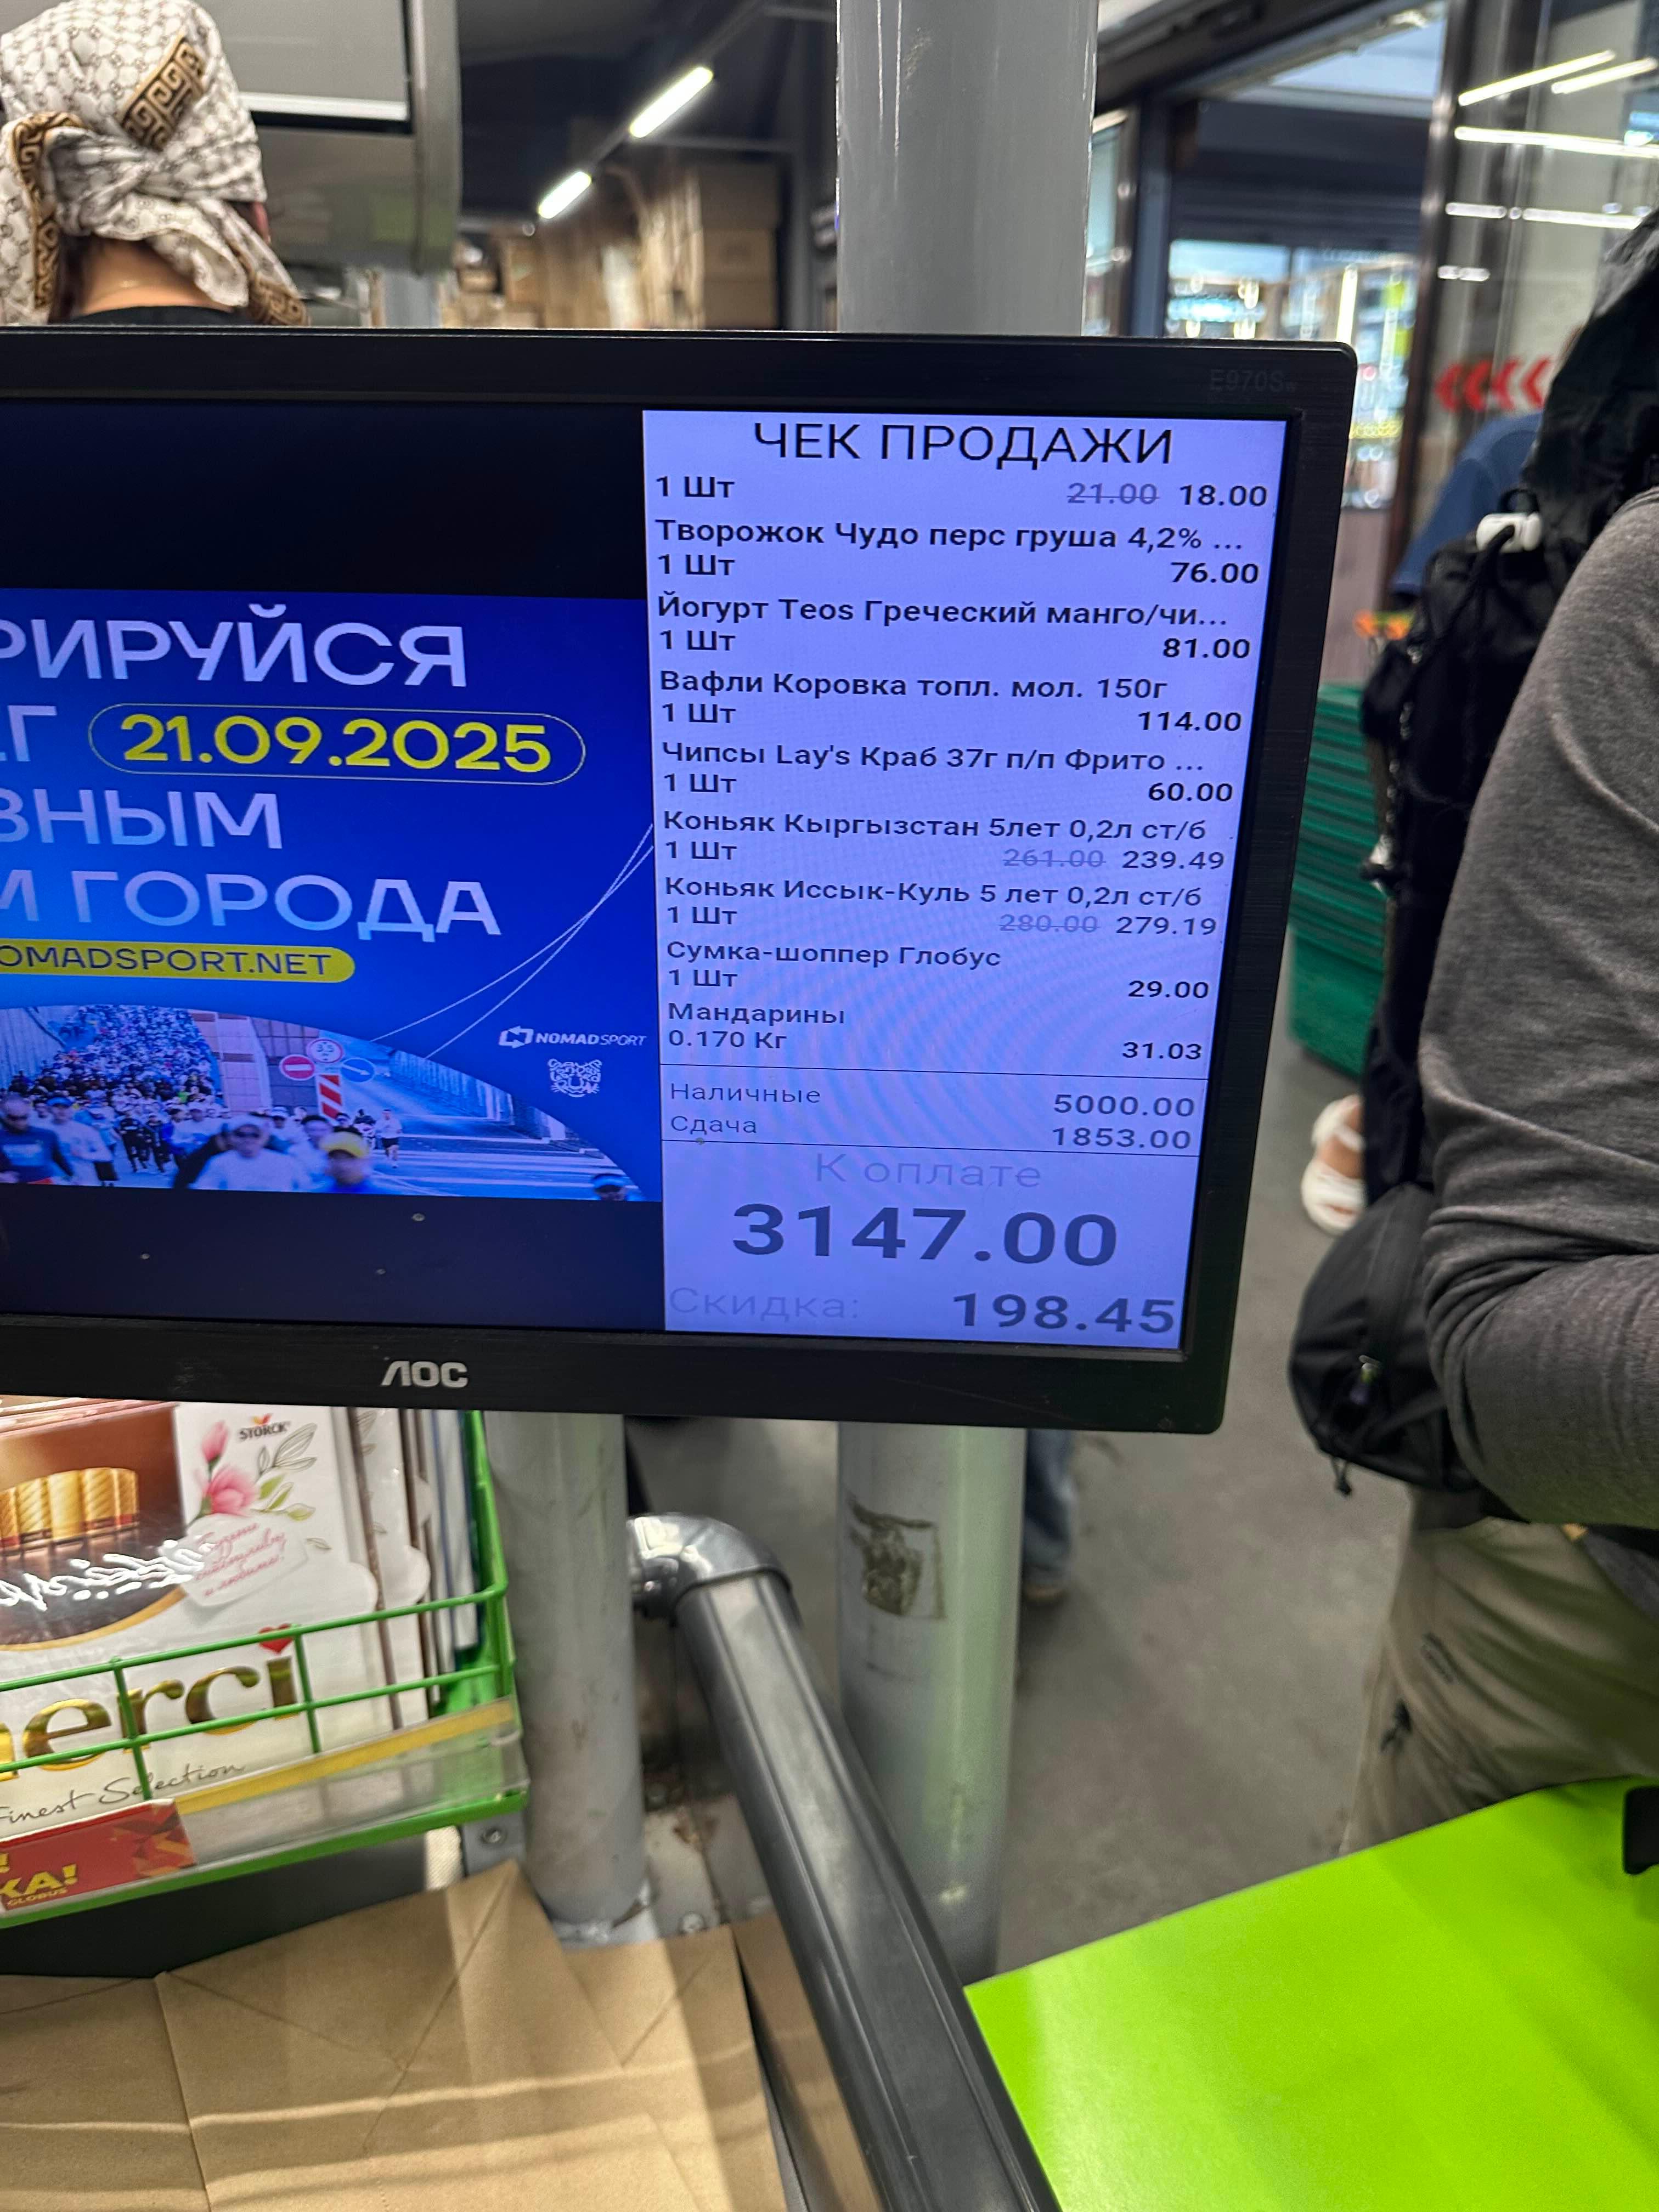 E970Sw
ЧЕК ПРОДАЖИ
1 Шт 21.00 18.00
Творожок Чудо перс груша 4,2% ...
1 Шт 76.00
Йогурт Teos Греческий манго/чи...
1 Шт 81.00
Вафли Коровка топл. мол. 150г
1 Шт 114.00
Чипсы Lay's Краб 37г п/п Фрито ...
1 Шт 60.00
Коньяк Кыргызстан 5лет 0,2л ст/б
1 Шт 261.00 239.49
Коньяк Иссык-Куль 5 лет 0,2л ст/б
1 Шт 280.00 279.19
Сумка-шоппер Глобус
1 Шт 29.00
Мандарины
0.170 Кг 31.03
Наличные 5000.00
Сдача 1853.00
К оплате
3147.00
Скидка: 198.45
РИРУЙСЯ
Г 21.09.2025
ВНЫМ
М ГОРОДА
OMADSPORT.NET
NOMADSPORT
AOC
STORCK
erci
Finest Selection
КА!
GLOBUS